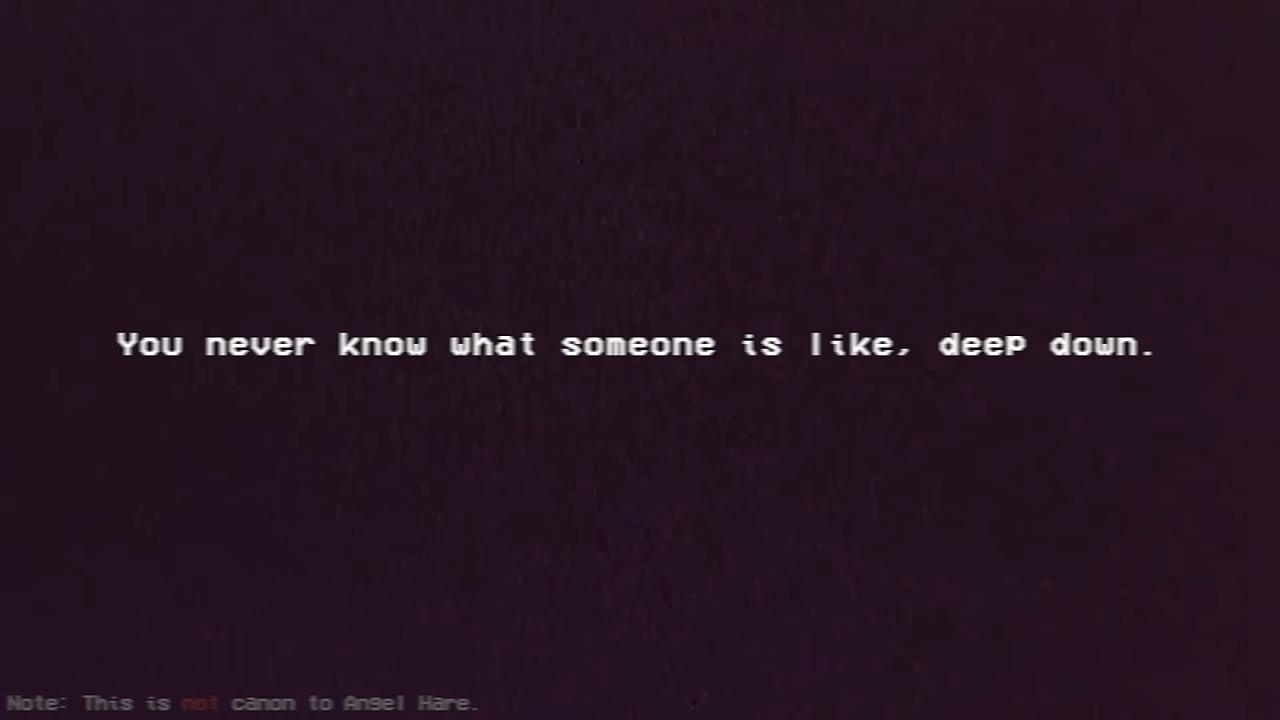 You never know what someone is like, deep down.
Note: This is not canon to Angel Hare.